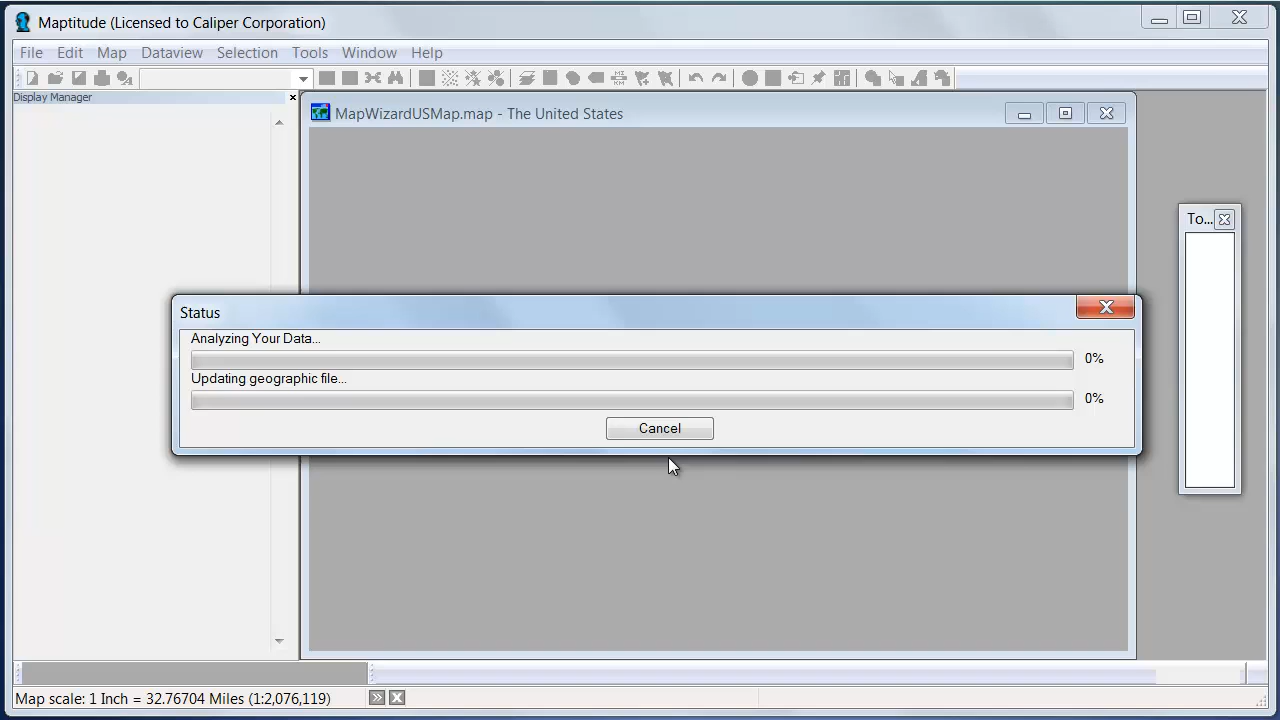 Maptitude (Licensed to Caliper Corporation)
File Edit Map Dataview Selection Tools Window Help
Display Manager
MapWizardUSMap.map - The United States
To...
Status
Analyzing Your Data...
0%
Updating geographic file...
0%
Cancel
Map scale: 1 Inch = 32.76704 Miles (1:2,076,119)